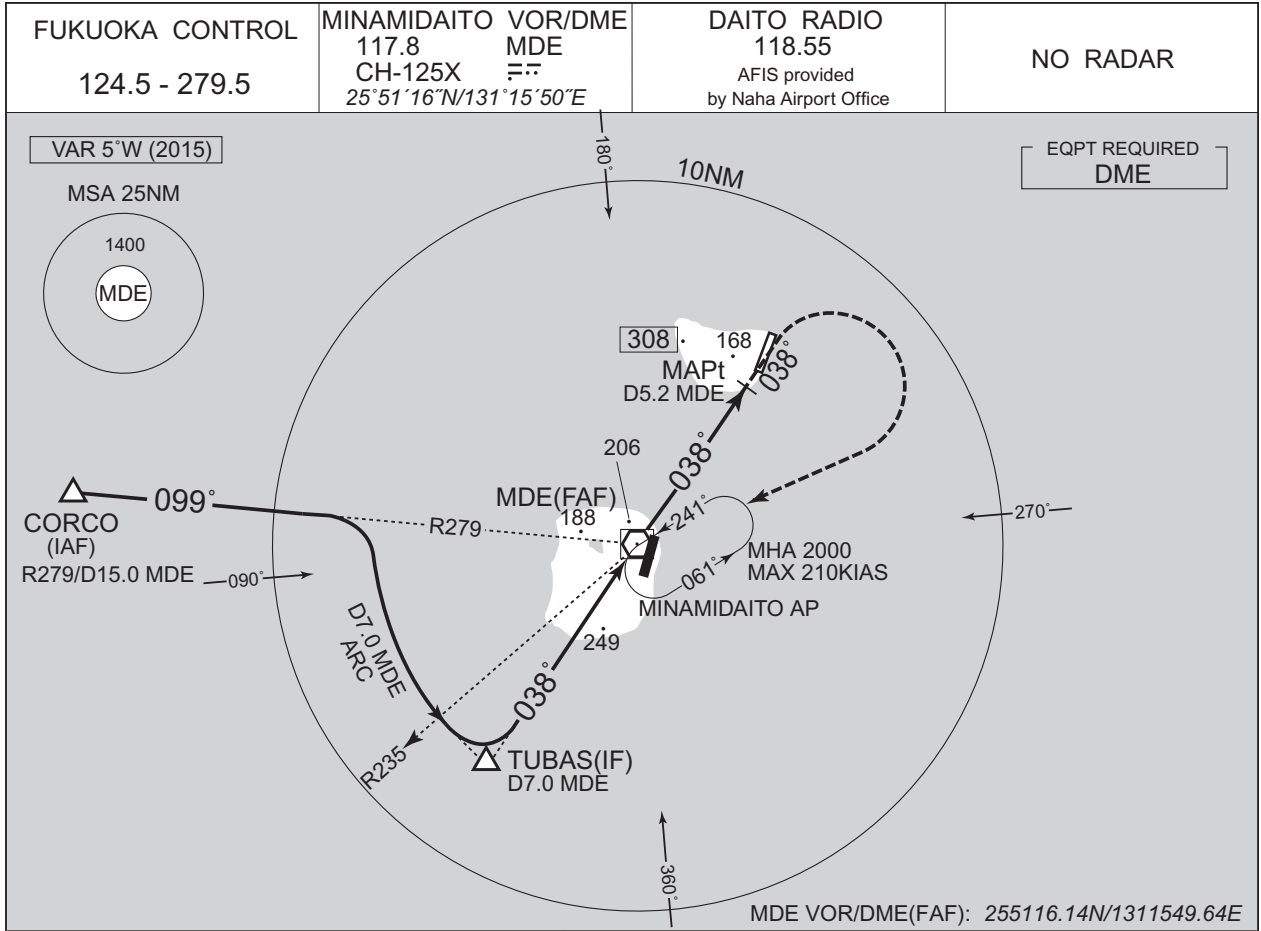 FUKUOKA CONTROL
124.5 - 279.5
MINAMIDAITO VOR/DME
117.8 MDE
CH-125X
25°51´16˝N/131°15´50˝E
DAITO RADIO
118.55
AFIS provided
by Naha Airport Office
NO RADAR
VAR 5°W (2015)
MSA 25NM
1400
MDE
180°
10NM
EQPT REQUIRED
DME
308
168
MAPt
D5.2 MDE
038°
206
038°
MDE(FAF)
188
241°
CORCO
(IAF)
R279/D15.0 MDE
099°
R279
270°
090°
061°
MHA 2000
MAX 210KIAS
MINAMIDAITO AP
249
D7.0 MDE
ARC
038°
R235
TUBAS(IF)
D7.0 MDE
360°
MDE VOR/DME(FAF): 255116.14N/1311549.64E